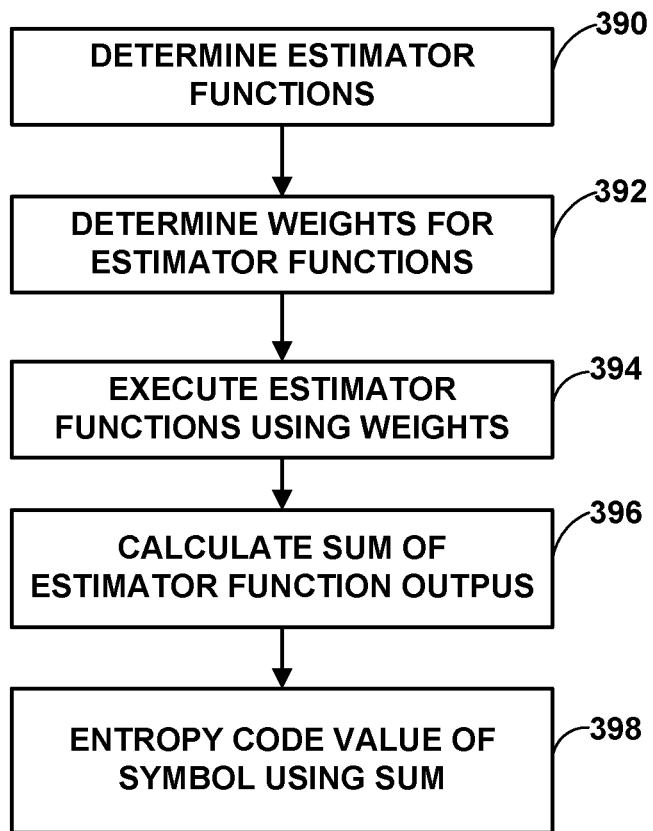 390
DETERMINE ESTIMATOR
FUNCTIONS
392
DETERMINE WEIGHTS FOR
ESTIMATOR FUNCTIONS
394
EXECUTE ESTIMATOR
FUNCTIONS USING WEIGHTS
396
CALCULATE SUM OF
ESTIMATOR FUNCTION OUTPUS
398
ENTROPY CODE VALUE OF
SYMBOL USING SUM